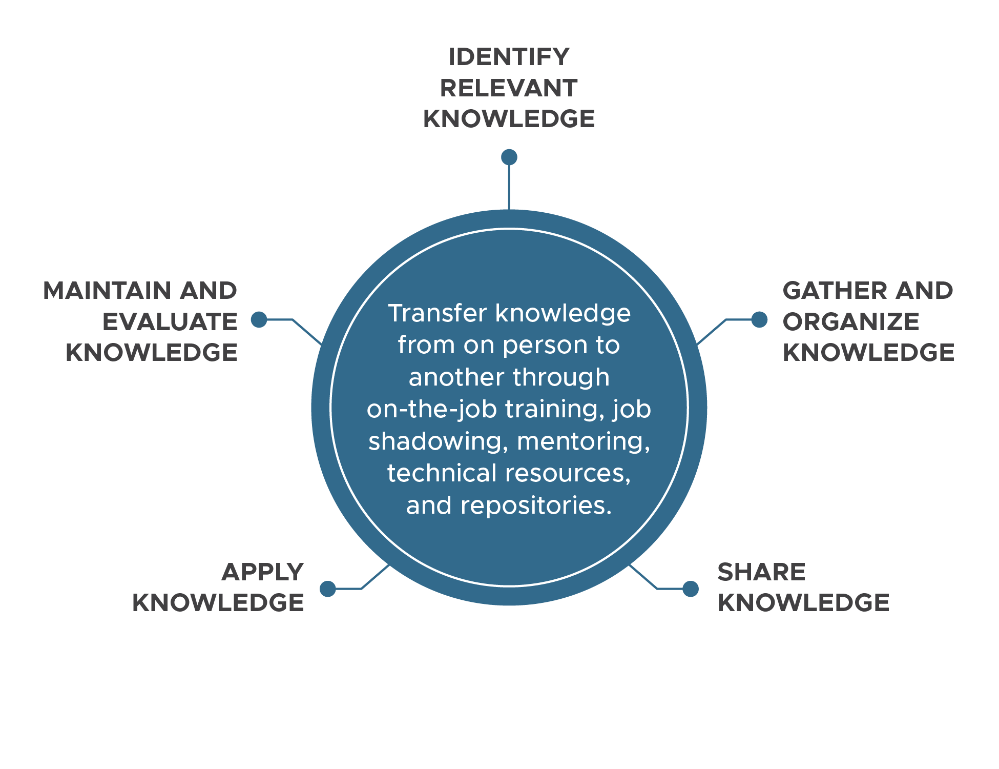 IDENTIFY
RELEVANT
KNOWLEDGE
MAINTAIN AND
EVALUATE
KNOWLEDGE
Transfer knowledge
from on person to
another through
on-the-job training, job
shadowing, mentoring,
technical resources,
and repositories.
GATHER AND
ORGANIZE
KNOWLEDGE
APPLY
KNOWLEDGE
SHARE
KNOWLEDGE